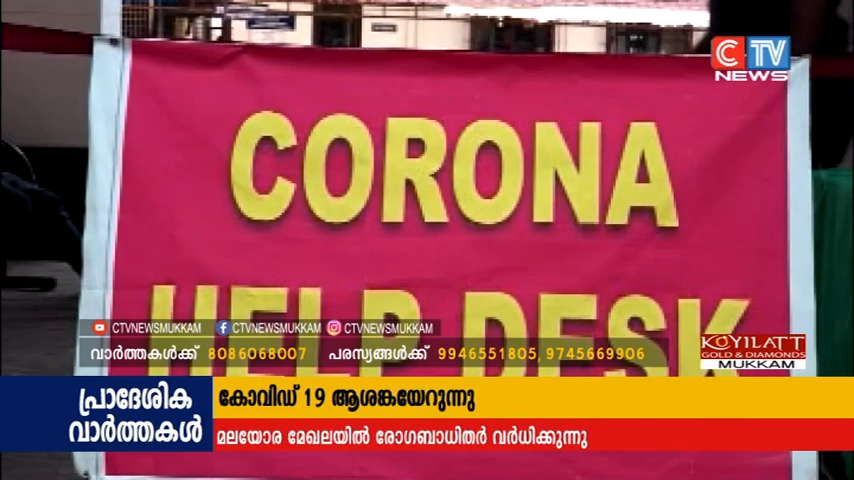 C TV
NEWS
CORONA
HELP DESK
CTVNEWSMUKKAM CTVNEWSMUKKAM CTVNEWSMUKKAM
വാർത്തകൾക്ക് 8086068007 പരസ്യങ്ങൾക്ക് 9946551805, 9745669906
KOYILATT
GOLD & DIAMONDS
MUKKAM
പ്രാദേശിക
വാർത്തകൾ
കോവിഡ് 19 ആശങ്കയേറുന്നു
മലയോര മേഖലയിൽ രോഗബാധിതർ വർധിക്കുന്നു